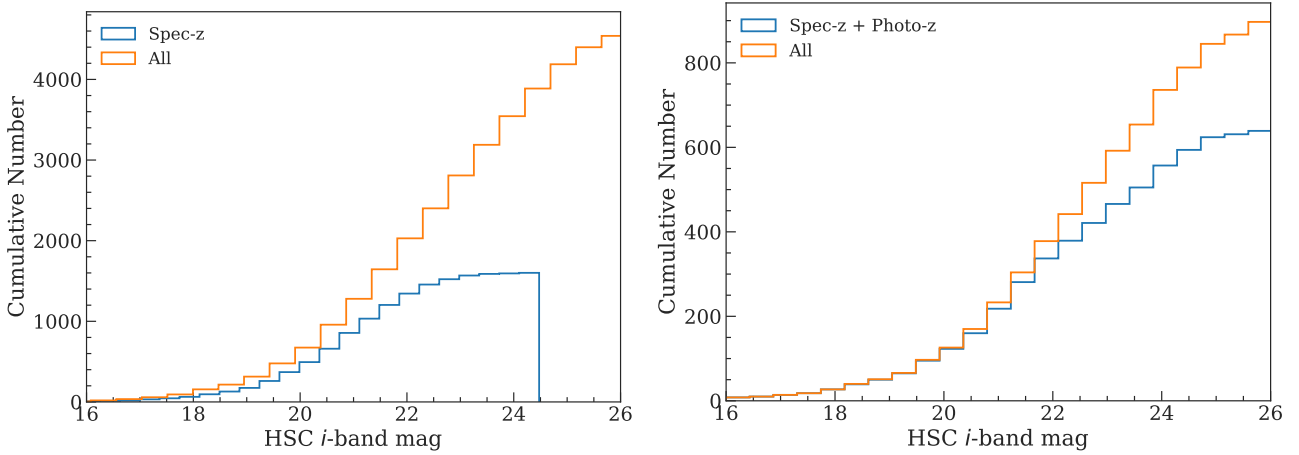 Spec-z
All
4000
3000
2000
1000
0
16
18
20
22
24
26
HSC i-band mag
Cumulative Number
Spec-z + Photo-z
All
800
600
400
200
0
16
18
20
22
24
26
HSC i-band mag
Cumulative Number